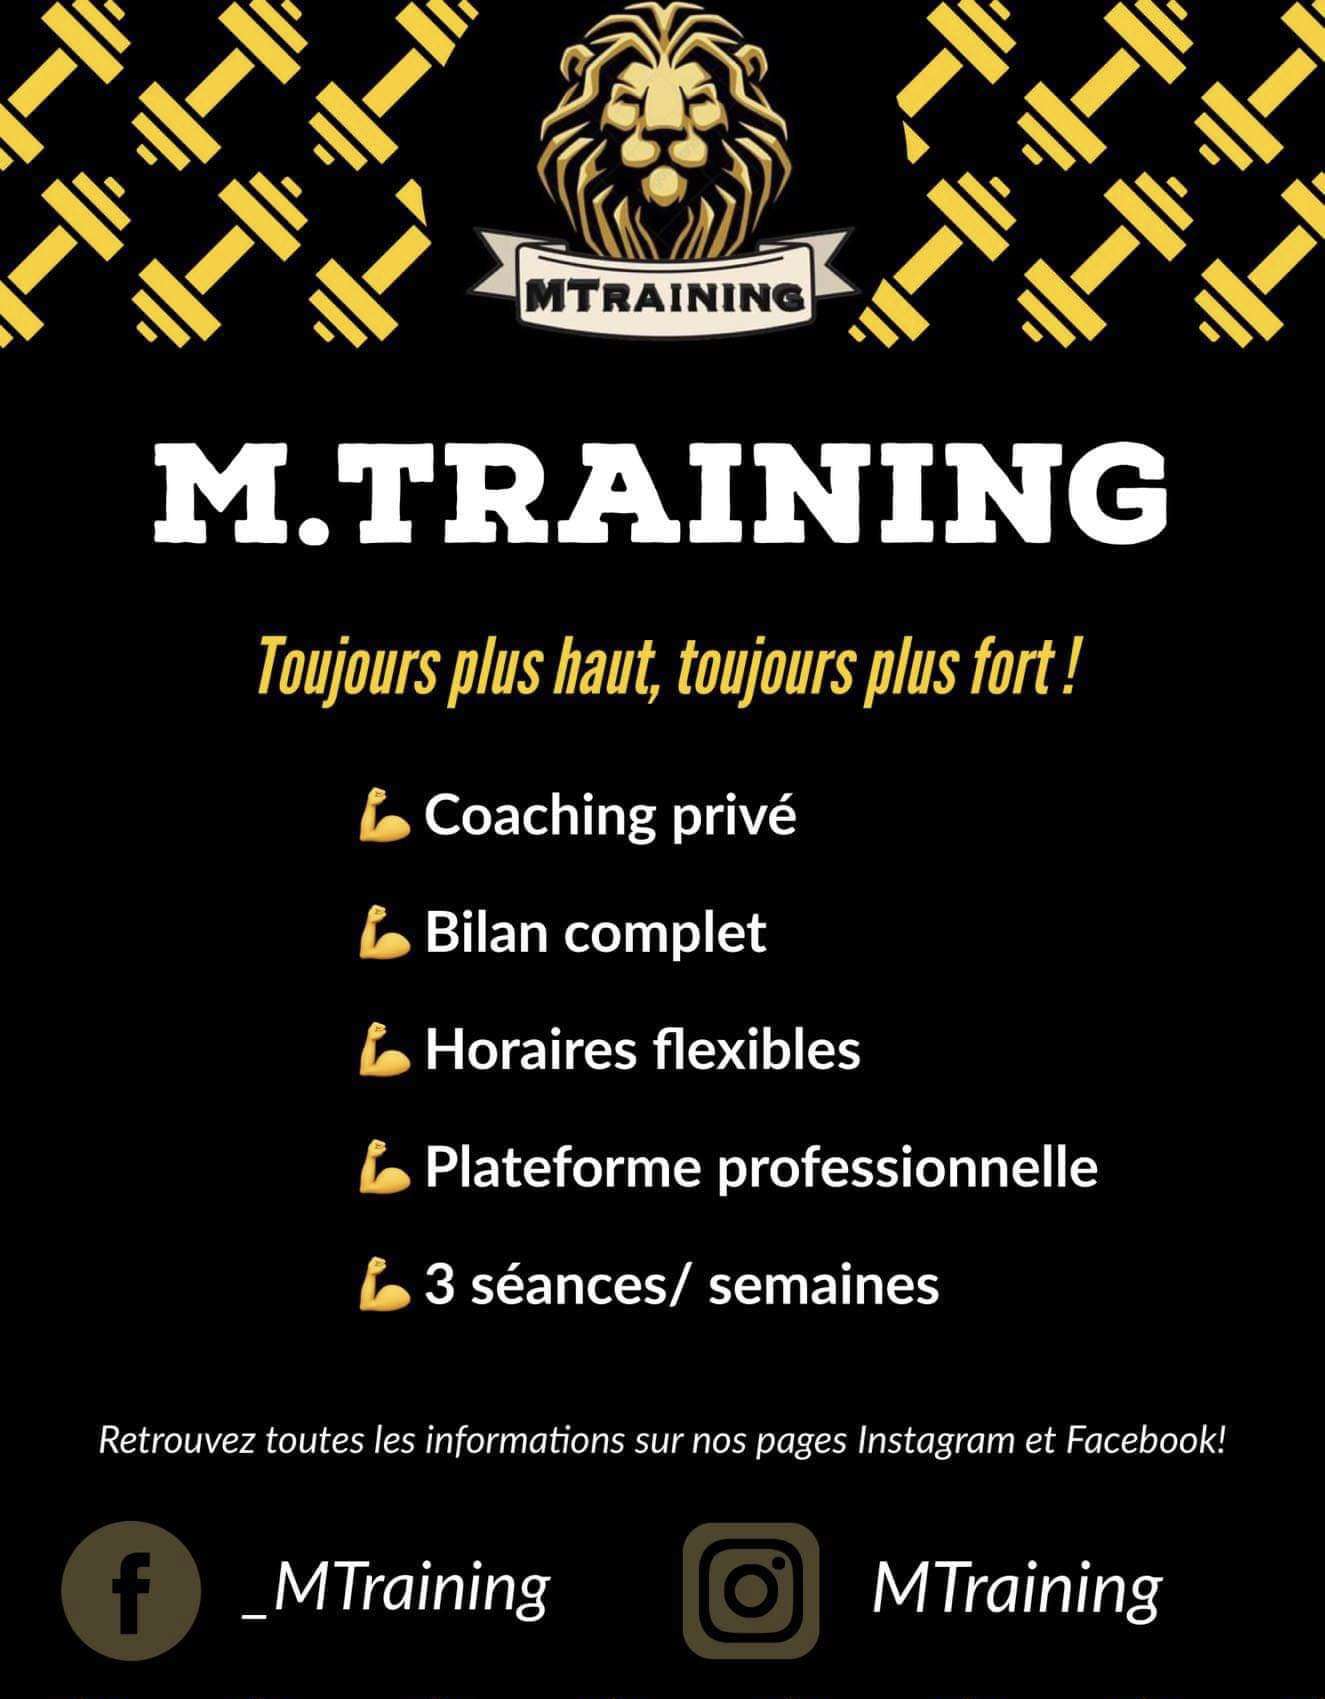 MTRAINING
M.TRAINING
Toujours plus haut, toujours plus fort !
💪 Coaching privé
💪 Bilan complet
💪 Horaires flexibles
💪 Plateforme professionnelle
💪 3 séances/ semaines
Retrouvez toutes les informations sur nos pages Instagram et Facebook!
_MTraining MTraining